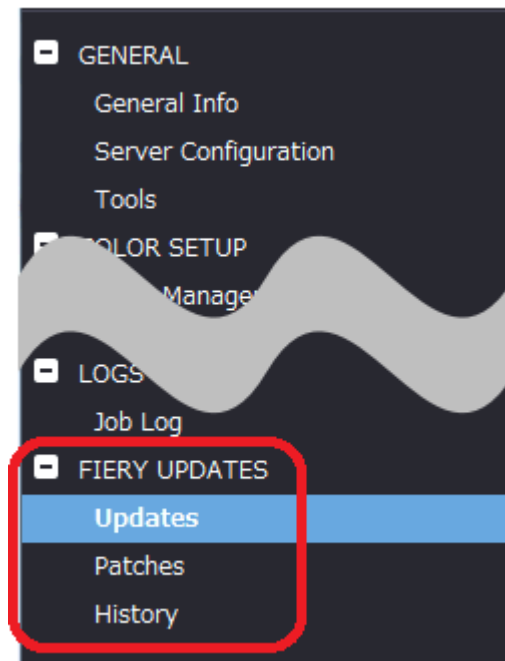 GENERAL
General Info
Server Configuration
Tools
SETUP
LOGS
Job Log
FIERY UPDATES
Updates
Patches
History